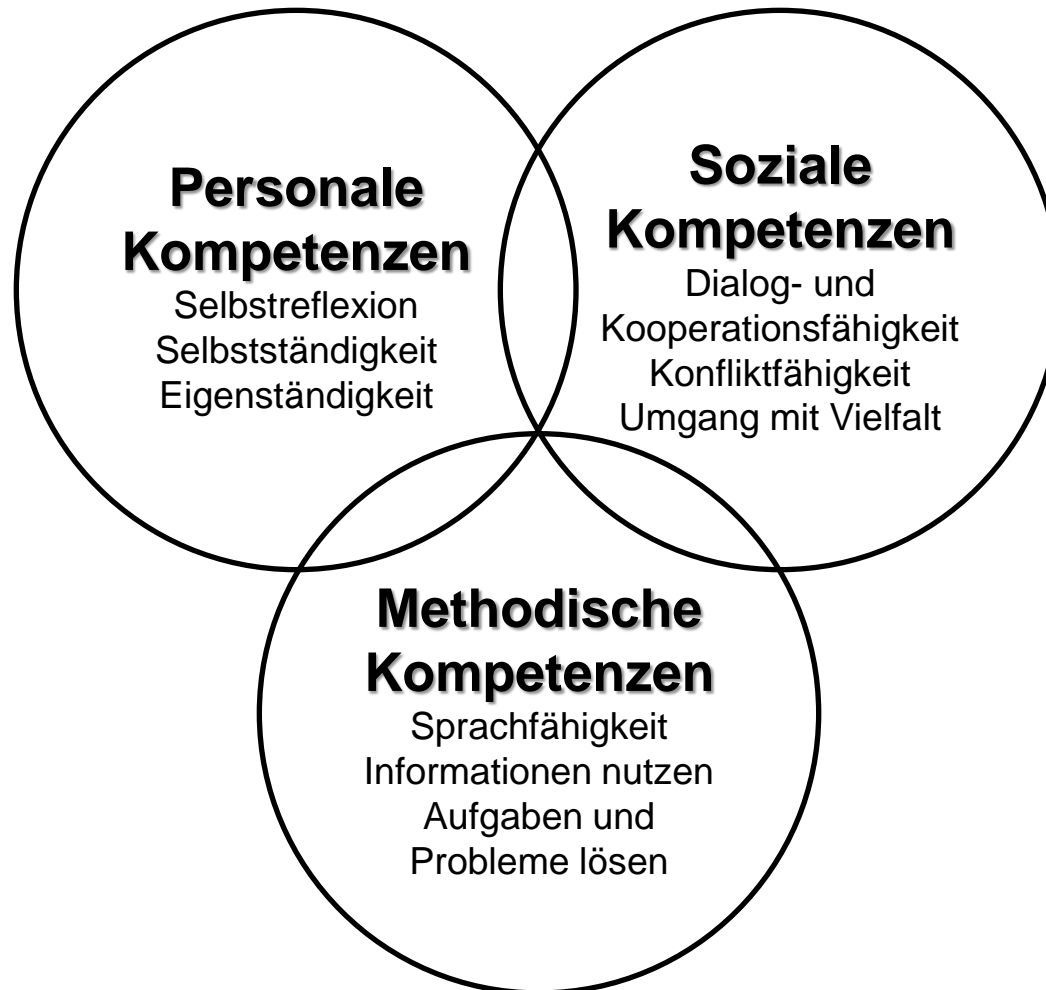 Personale
Kompetenzen
Selbstreflexion
Selbstständigkeit
Eigenständigkeit
Soziale
Kompetenzen
Dialog- und
Kooperationsfähigkeit
Konfliktfähigkeit
Umgang mit Vielfalt
Methodische
Kompetenzen
Sprachfähigkeit
Informationen nutzen
Aufgaben und
Probleme lösen